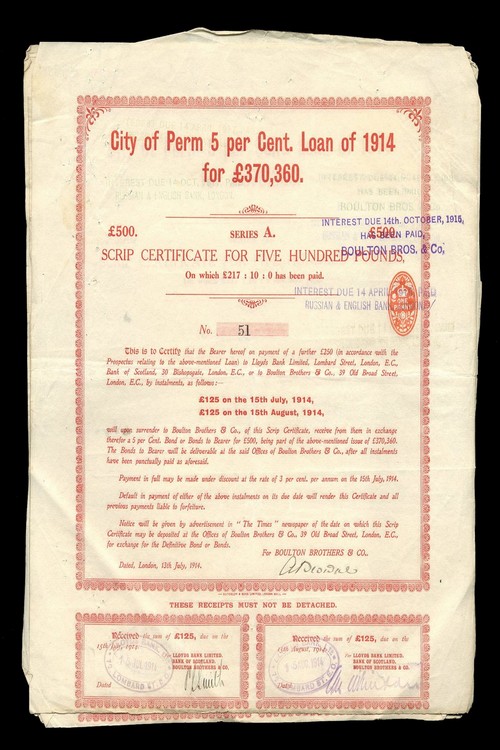 City of Perm 5 per Cent. Loan of 1914
for £370,360.
INTEREST DUE 14th. OCTOBER, 1915,
HAS BEEN PAID,
BOULTON BROS. & Co,
£500. SERIES A. £500.
SCRIP CERTIFICATE FOR FIVE HUNDRED POUNDS,
On which £217 : 10 : 0 has been paid.
INTEREST DUE 14 APRIL
RUSSIAN & ENGLISH BANK
ONE PENNY
No. 51
This is to Certify that the Bearer hereof on payment of a further £250 (in accordance with the
Prospectus relating to the above-mentioned Loan) to Lloyds Bank Limited, Lombard Street, London, E.C.,
Bank of Scotland, 30 Bishopsgate, London, E.C., or to Boulton Brothers & Co., 39 Old Broad Street,
London, E.C., by instalments, as follows:—
£125 on the 15th July, 1914,
£125 on the 15th August, 1914,
will upon surrender to Boulton Brothers & Co., of this Scrip Certificate, receive from them in exchange
therefor a 5 per Cent. Bond or Bonds to Bearer for £500, being part of the above-mentioned issue of £370,360.
The Bonds to Bearer will be deliverable at the said Offices of Boulton Brothers & Co., after all instalments
have been punctually paid as aforesaid.
Payment in full may be made under discount at the rate of 3 per cent. per annum on the 15th July, 1914.
Default in payment of either of the above instalments on its due date will render this Certificate and all
previous payments liable to forfeiture.
Notice will be given by advertisement in "The Times" newspaper of the date on which this Scrip
Certificate may be deposited at the Offices of Boulton Brothers & Co., 39 Old Broad Street, London, E.C.,
for exchange for the Definitive Bond or Bonds.
For BOULTON BROTHERS & CO.
Dated, London, 13th July, 1914.
THESE RECEIPTS MUST NOT BE DETACHED.
Received the sum of £125, due on the
15th July, 1914.
For LLOYDS BANK LIMITED.
BANK OF SCOTLAND.
BOULTON BROTHERS & CO.
Dated
Received the sum of £125, due on the
15th August, 1914.
For LLOYDS BANK LIMITED.
BANK OF SCOTLAND.
BOULTON BROTHERS & CO.
Dated